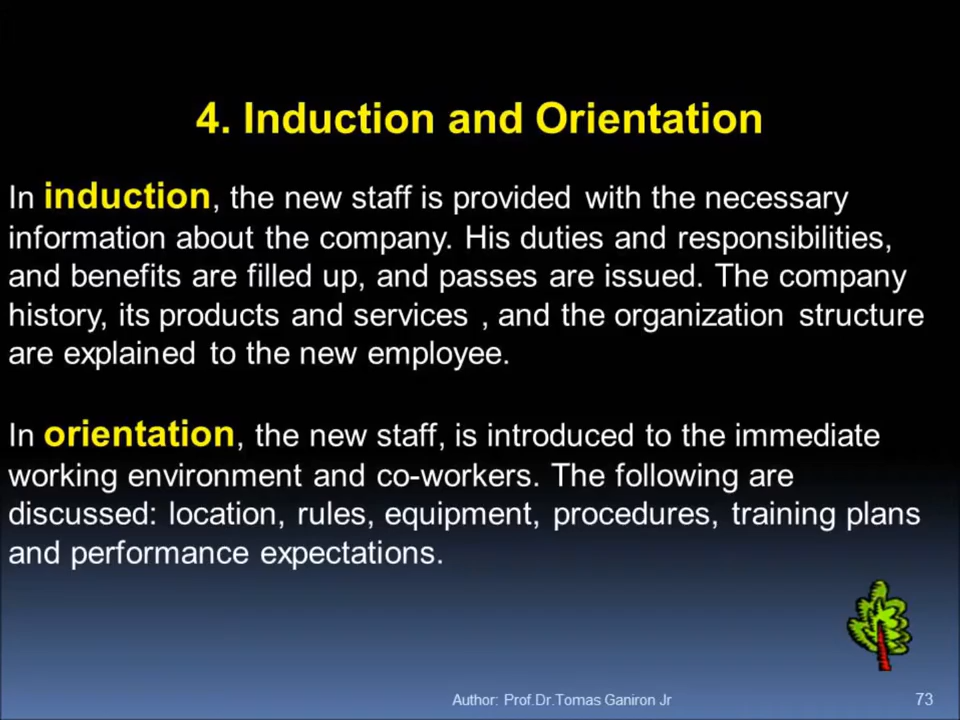 4. Induction and Orientation
In induction, the new staff is provided with the necessary
information about the company. His duties and responsibilities,
and benefits are filled up, and passes are issued. The company
history, its products and services , and the organization structure
are explained to the new employee.
In orientation, the new staff, is introduced to the immediate
working environment and co-workers. The following are
discussed: location, rules, equipment, procedures, training plans
and performance expectations.
Author: Prof.Dr.Tomas Ganiron Jr
73